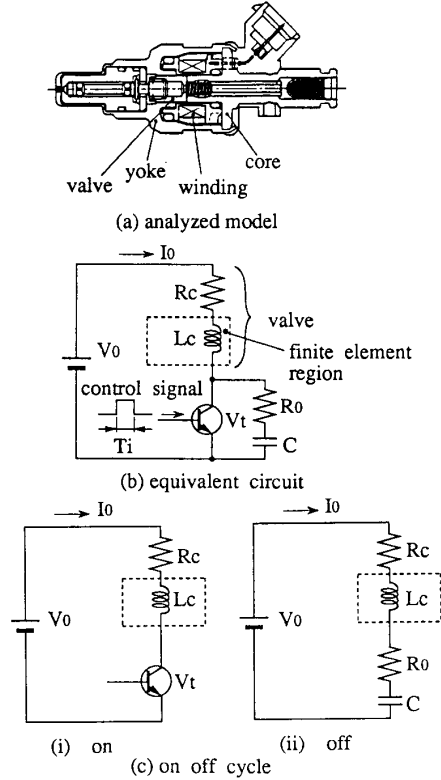 valve
yoke
winding
core
(a) analyzed model
I0
Rc
Lc
valve
V0
finite element
region
control signal
Vt
Ti
R0
C
(b) equivalent circuit
I0
Rc
Lc
V0
Vt
(i) on
I0
Rc
Lc
V0
R0
C
(ii) off
(c) on off cycle